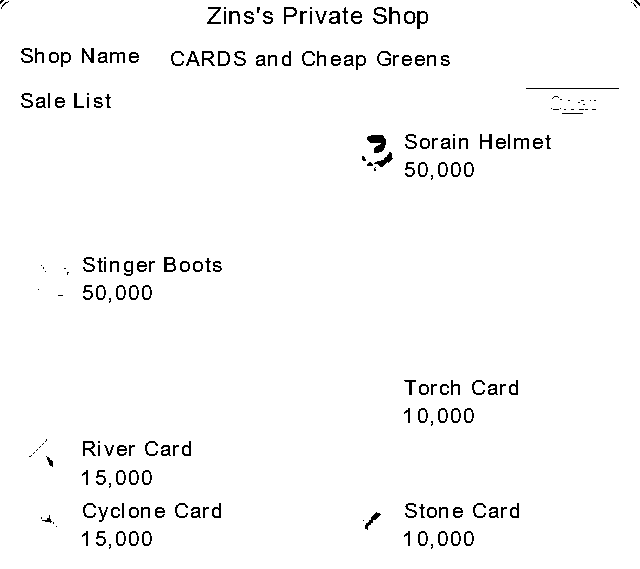 Zins's Private Shop
Shop Name CARDS and Cheap Greens
Sale List
Sorain Helmet
50,000
Stinger Boots
50,000
Torch Card
10,000
River Card
15,000
Cyclone Card
15,000
Stone Card
10,000